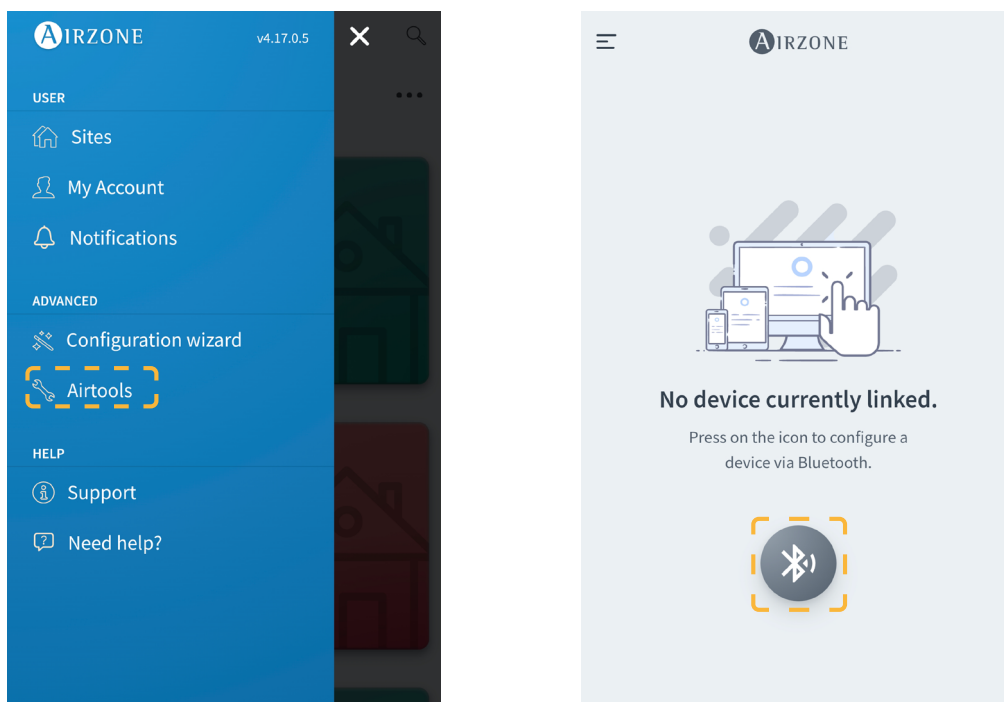 AIRZONE
v4.17.0.5
USER
Sites
My Account
Notifications
ADVANCED
Configuration wizard
Airtools
HELP
Support
Need help?
AIRZONE
No device currently linked.
Press on the icon to configure a
device via Bluetooth.